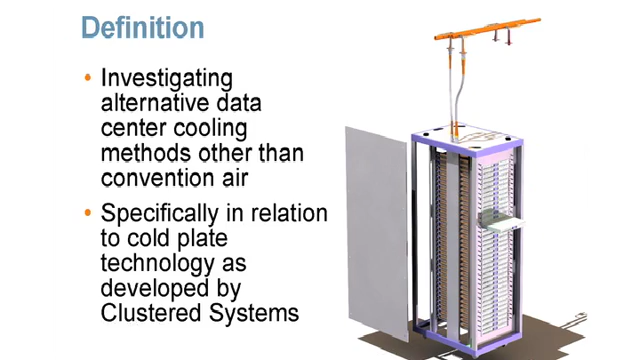 Definition
• Investigating
alternative data
center cooling
methods other than
convention air
• Specifically in relation
to cold plate
technology as
developed by
Clustered Systems